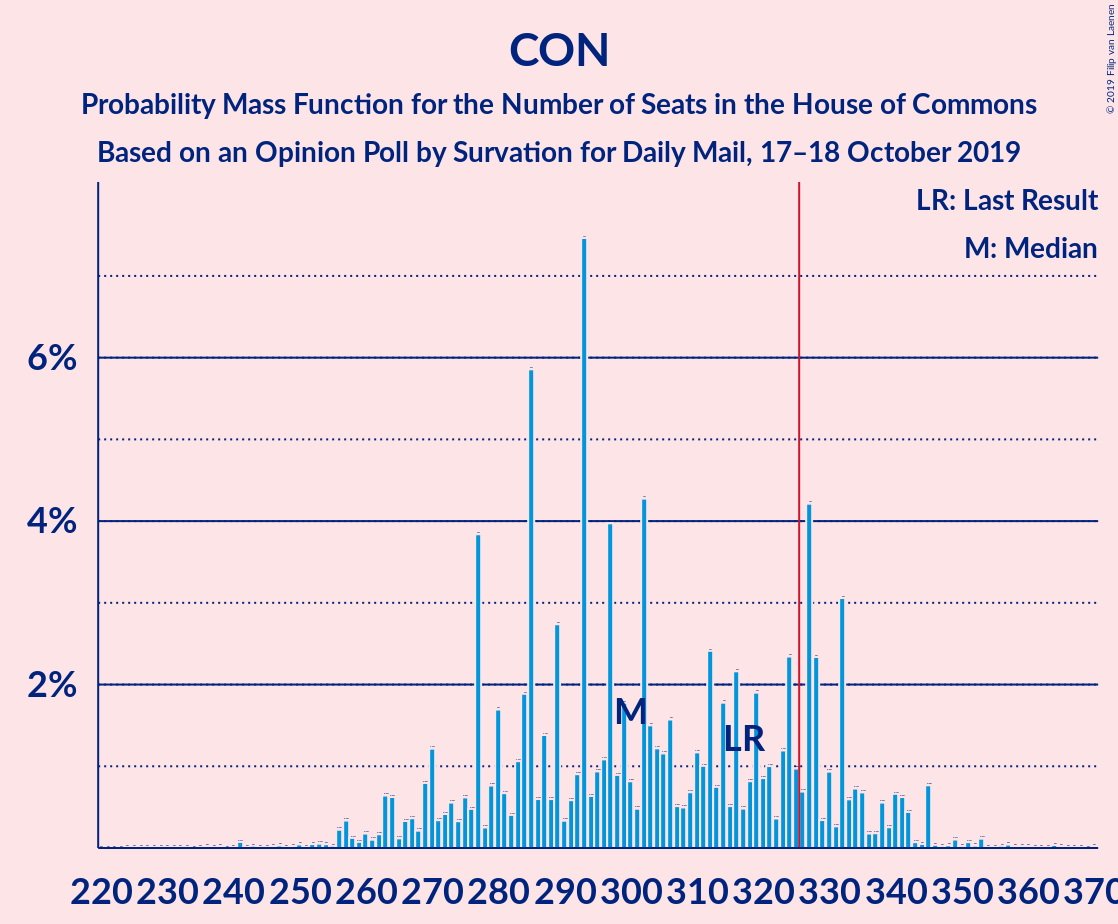 CON
Probability Mass Function for the Number of Seats in the House of Commons
Based on an Opinion Poll by Survation for Daily Mail, 17–18 October 2019
© 2019 Filip van Laenen
LR: Last Result
M: Median
6%
4%
2%
M
LR
220 230 240 250 260 270 280 290 300 310 320 330 340 350 360 370